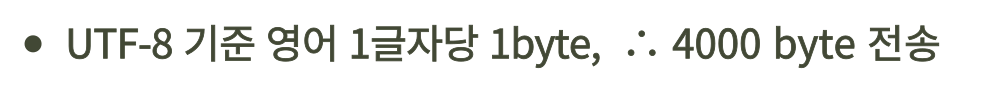 • UTF-8 기준 영어 1글자당 1byte, ∴ 4000 byte 전송